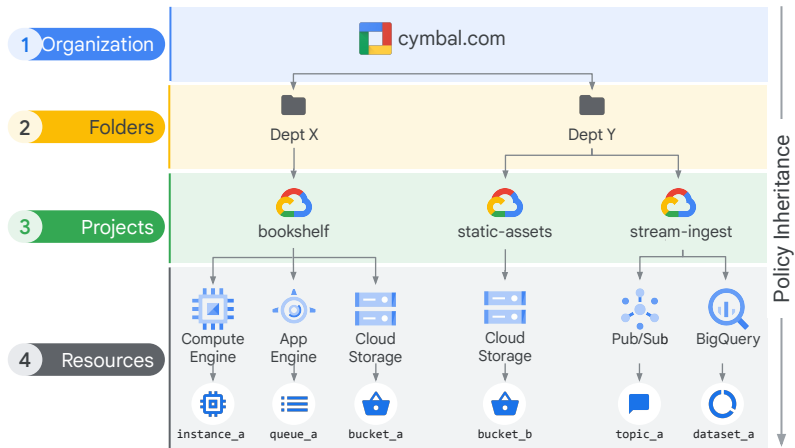 1 Organization
cymbal.com
2 Folders
Dept X
Dept Y
3 Projects
bookshelf
static-assets
stream-ingest
4 Resources
Compute
Engine
App
Engine
Cloud
Storage
Cloud
Storage
Pub/Sub
BigQuery
instance_a
queue_a
bucket_a
bucket_b
topic_a
dataset_a
Policy Inheritance